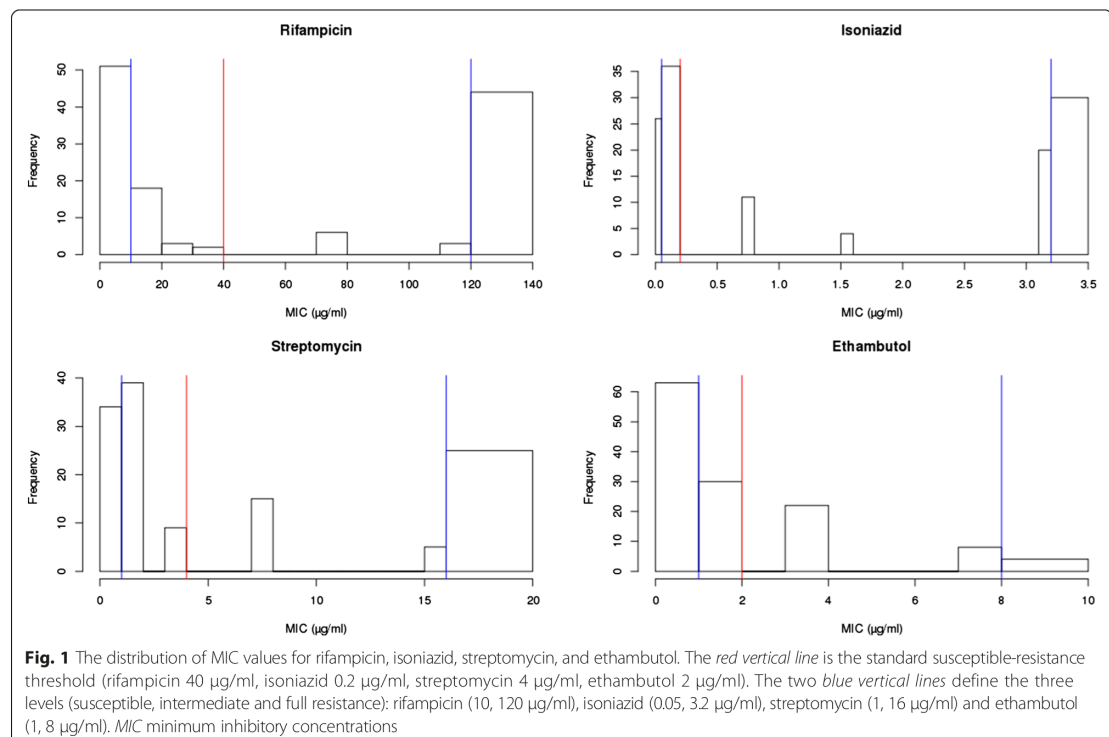 Rifampicin
50
40
30
20
10
0
Frequency
0 20 40 60 80 100 120 140
MIC (µg/ml)
Isoniazid
35
30
25
20
15
10
5
0
Frequency
0.0 0.5 1.0 1.5 2.0 2.5 3.0 3.5
MIC (µg/ml)
Streptomycin
40
30
20
10
0
Frequency
0 5 10 15 20
MIC (µg/ml)
Ethambutol
60
50
40
30
20
10
0
Frequency
0 2 4 6 8 10
MIC (µg/ml)
Fig. 1 The distribution of MIC values for rifampicin, isoniazid, streptomycin, and ethambutol. The red vertical line is the standard susceptible-resistance
threshold (rifampicin 40 µg/ml, isoniazid 0.2 µg/ml, streptomycin 4 µg/ml, ethambutol 2 µg/ml). The two blue vertical lines define the three
levels (susceptible, intermediate and full resistance): rifampicin (10, 120 µg/ml), isoniazid (0.05, 3.2 µg/ml), streptomycin (1, 16 µg/ml) and ethambutol
(1, 8 µg/ml). MIC minimum inhibitory concentrations